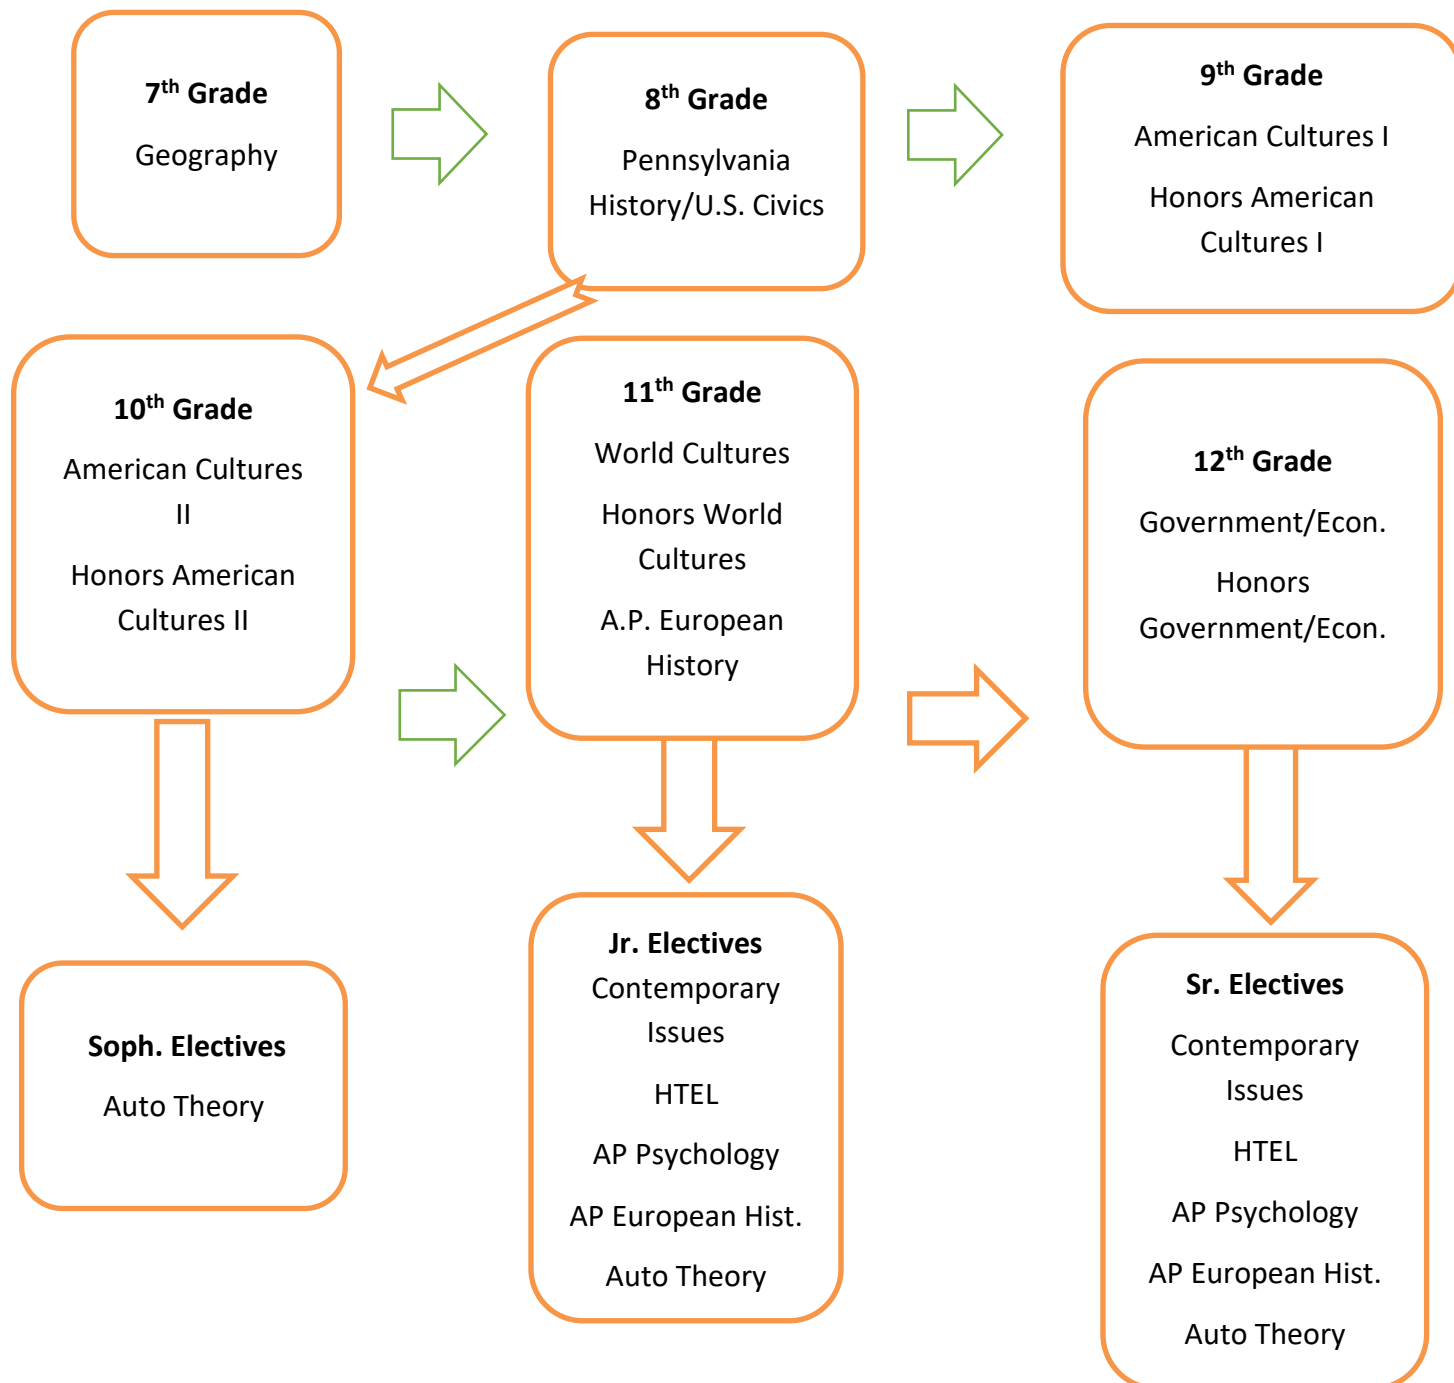 7th Grade
Geography
8th Grade
Pennsylvania
History/U.S. Civics
9th Grade
American Cultures I
Honors American
Cultures I
10th Grade
American Cultures
II
Honors American
Cultures II
11th Grade
World Cultures
Honors World
Cultures
A.P. European
History
12th Grade
Government/Econ.
Honors
Government/Econ.
Soph. Electives
Auto Theory
Jr. Electives
Contemporary
Issues
HTEL
AP Psychology
AP European Hist.
Auto Theory
Sr. Electives
Contemporary
Issues
HTEL
AP Psychology
AP European Hist.
Auto Theory